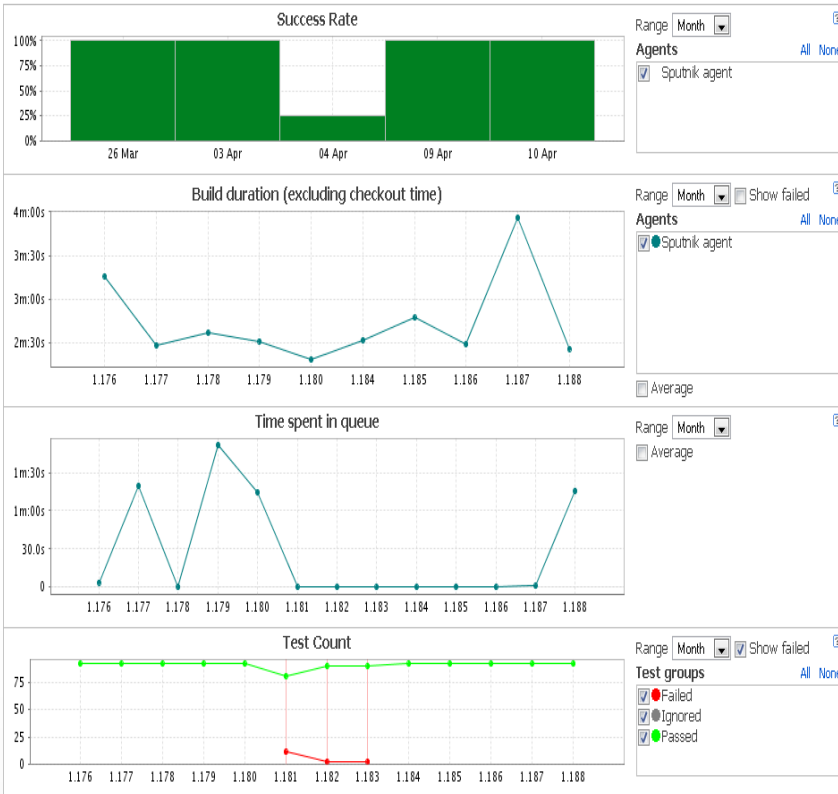 Success Rate
100%
75%
50%
25%
0%
26 Mar 03 Apr 04 Apr 09 Apr 10 Apr
Range Month
Agents All None
Sputnik agent
Build duration (excluding checkout time)
4m:00s
3m:30s
3m:00s
2m:30s
1.176 1.177 1.178 1.179 1.180 1.184 1.185 1.186 1.187 1.188
Range Month Show failed
Agents All None
Sputnik agent
Average
Time spent in queue
1m:30s
1m:00s
30.0s
0
1.176 1.177 1.178 1.179 1.180 1.181 1.182 1.183 1.184 1.185 1.186 1.187 1.188
Range Month
Average
Test Count
75
50
25
0
1.176 1.177 1.178 1.179 1.180 1.181 1.182 1.183 1.184 1.185 1.186 1.187 1.188
Range Month Show failed
Test groups All None
Failed
Ignored
Passed